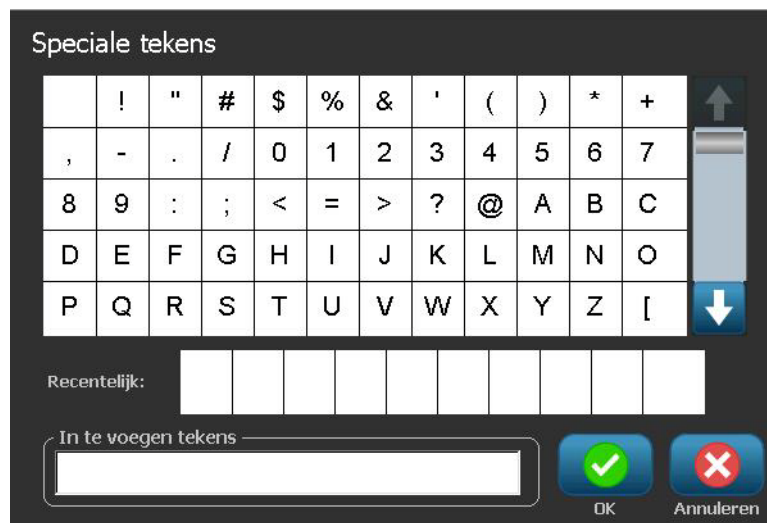 Speciale tekens
! " # $ % & ' ( ) * +
, - . / 0 1 2 3 4 5 6 7
8 9 : ; < = > ? @ A B C
D E F G H I J K L M N O
P Q R S T U V W X Y Z [
Recentelijk:
In te voegen tekens
OK Annuleren